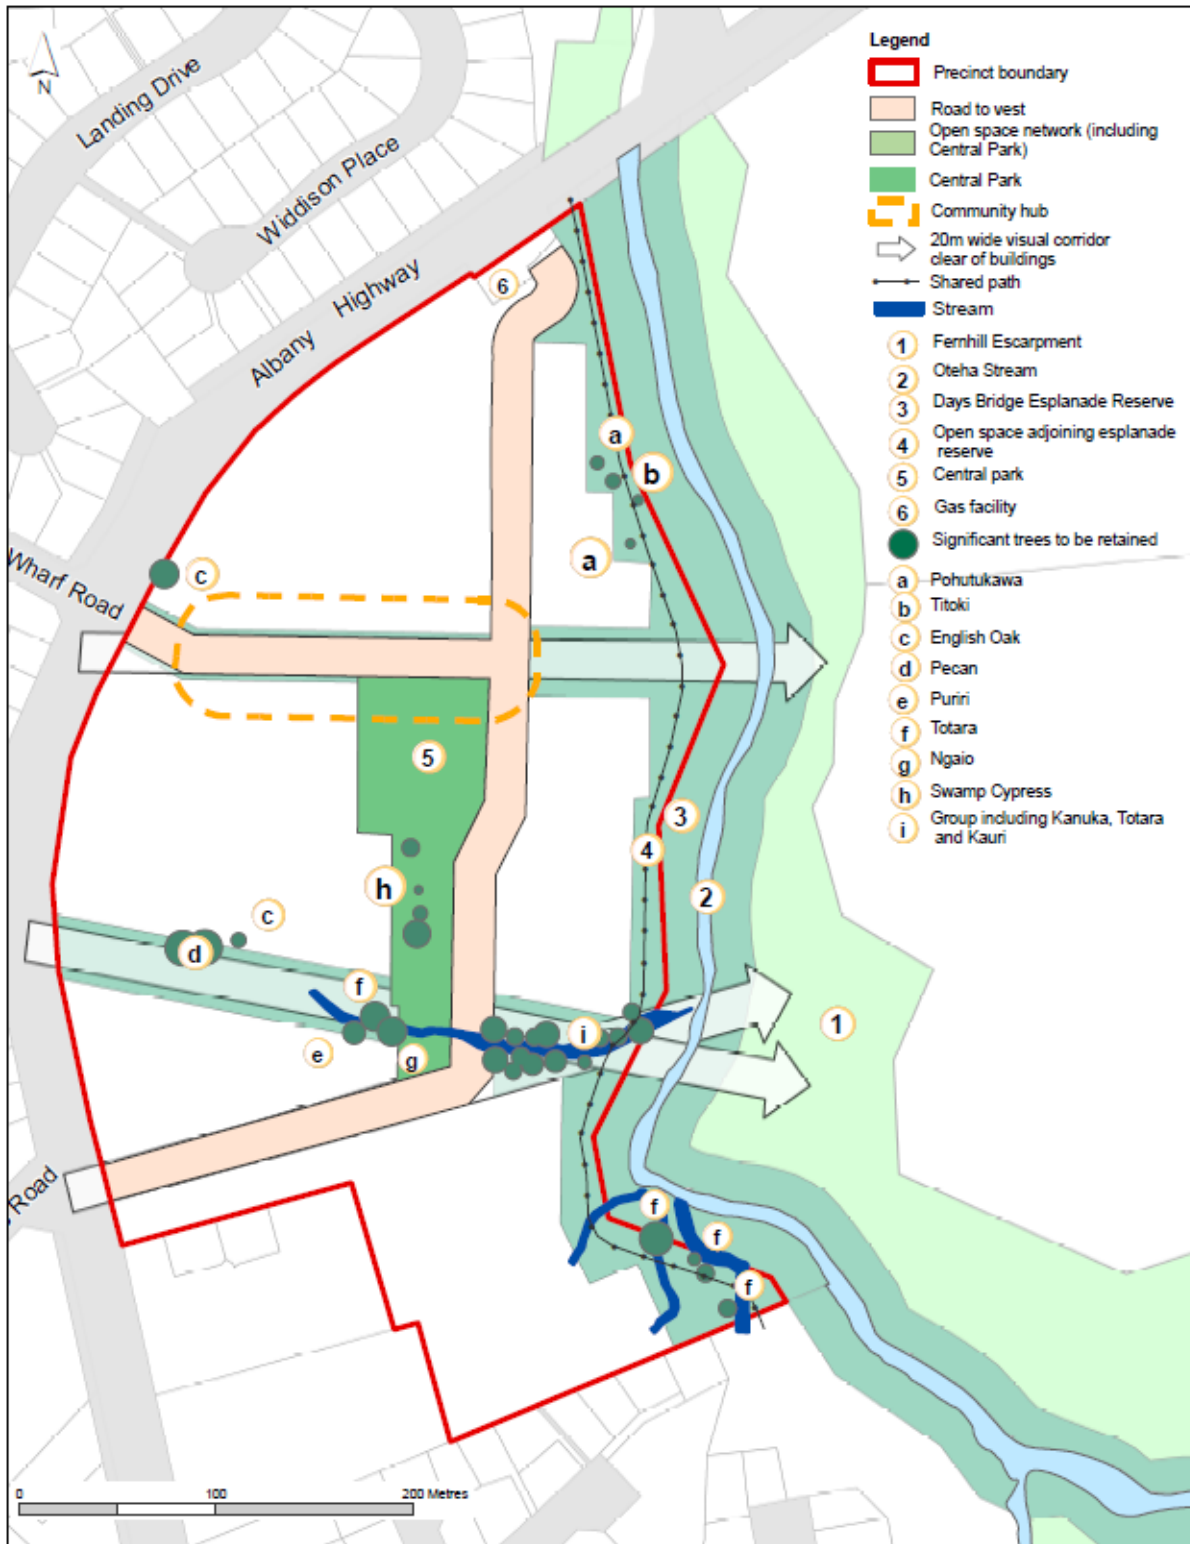 N
Landing Drive
Widdison Place
Albany Highway
Wharf Road
Road
Legend
Precinct boundary
Road to vest
Open space network (including
Central Park)
Central Park
Community hub
20m wide visual corridor
clear of buildings
Shared path
Stream
1 Fernhill Escarpment
2 Oteha Stream
3 Days Bridge Esplanade Reserve
4 Open space adjoining esplanade
reserve
5 Central park
6 Gas facility
Significant trees to be retained
a Pohutukawa
b Titoki
c English Oak
d Pecan
e Puriri
f Totara
g Ngaio
h Swamp Cypress
i Group including Kanuka, Totara
and Kauri
6
a
b
a
c
5
3
4
h
2
c
d
f
i
1
e
g
f
f
f
0 100 200 Metres